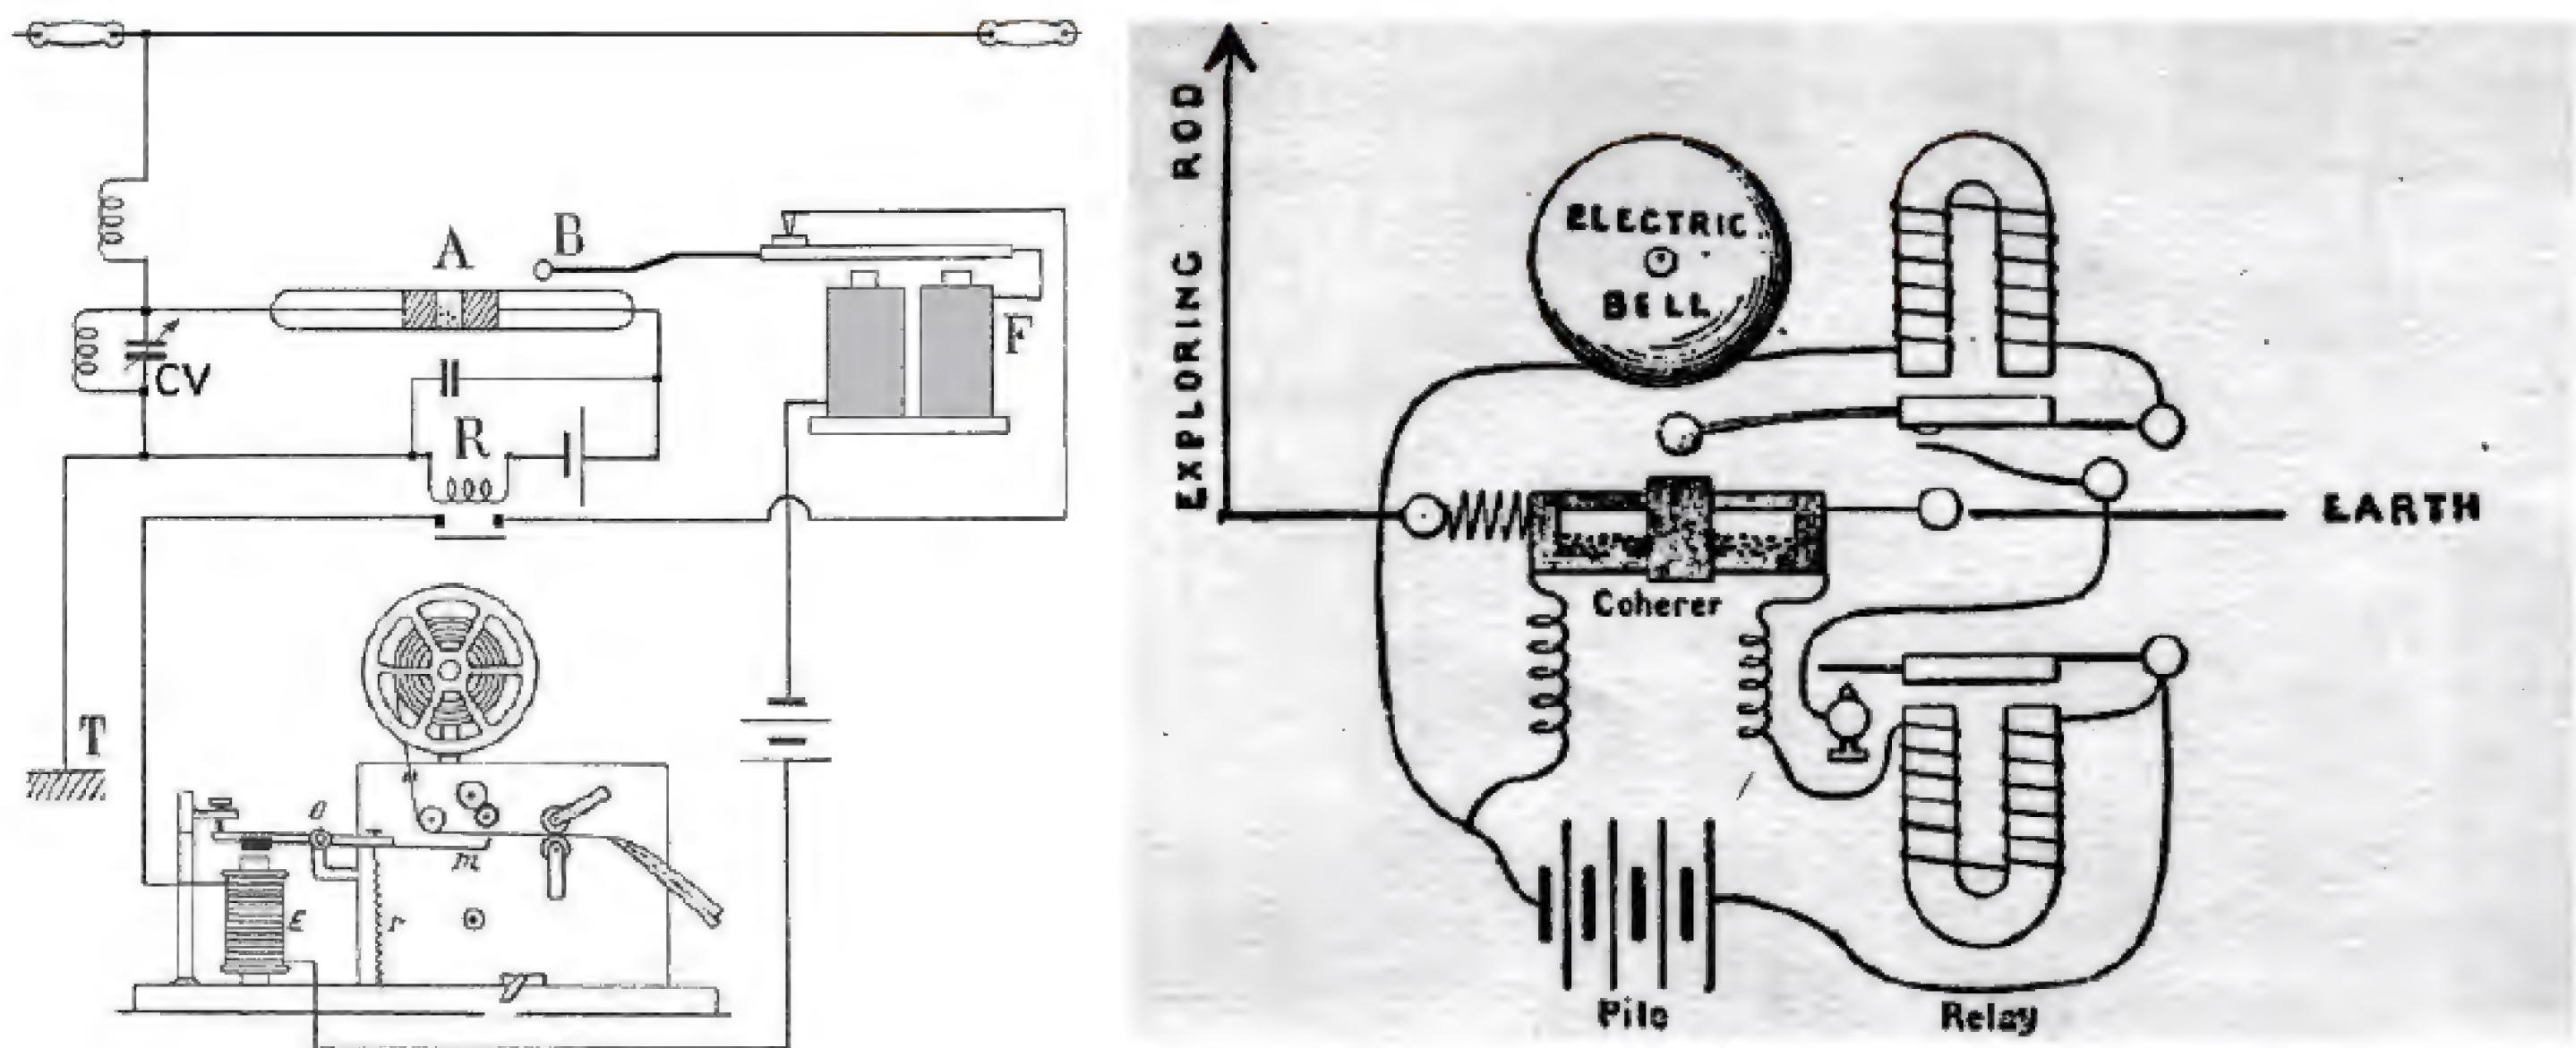 A
B
F
CV
R
T
O
m
E
r
EXPLORING ROD
ELECTRIC
BELL
EARTH
Coherer
Pile
Relay